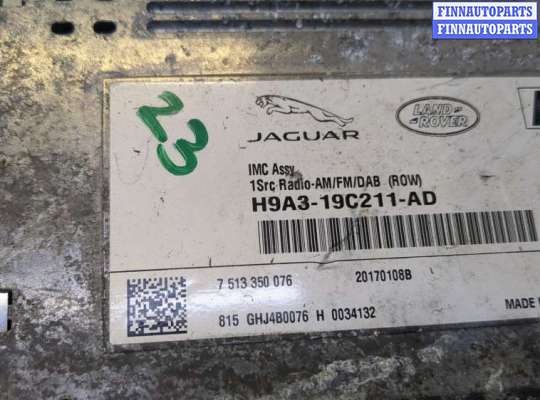 FINNAUTOPARTS
FINNAUTOPARTS
23
JAGUAR
LAND
ROVER
IMC Assy
1Src Radio-AM/FM/DAB (ROW)
H9A3-19C211-AD
7 513 350 076
20170108B
815 GHJ4B0076 H 0034132
MADE